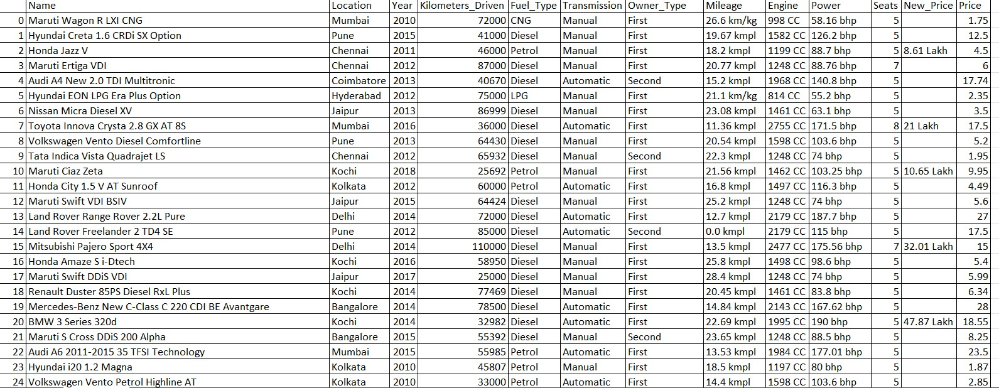 Name Location Year Kilometers_Driven Fuel_Type Transmission Owner_Type Mileage Engine Power Seats New_Price Price
0 Maruti Wagon R LXI CNG Mumbai 2010 72000 CNG Manual First 26.6 km/kg 998 CC 58.16 bhp 5 1.75
1 Hyundai Creta 1.6 CRDi SX Option Pune 2015 41000 Diesel Manual First 19.67 kmpl 1582 CC 126.2 bhp 5 12.5
2 Honda Jazz V Chennai 2011 46000 Petrol Manual First 18.2 kmpl 1199 CC 88.7 bhp 5 8.61 Lakh 4.5
3 Maruti Ertiga VDI Chennai 2012 87000 Diesel Manual First 20.77 kmpl 1248 CC 88.76 bhp 7 6
4 Audi A4 New 2.0 TDI Multitronic Coimbatore 2013 40670 Diesel Automatic Second 15.2 kmpl 1968 CC 140.8 bhp 5 17.74
5 Hyundai EON LPG Era Plus Option Hyderabad 2012 75000 LPG Manual First 21.1 km/kg 814 CC 55.2 bhp 5 2.35
6 Nissan Micra Diesel XV Jaipur 2013 86999 Diesel Manual First 23.08 kmpl 1461 CC 63.1 bhp 5 3.5
7 Toyota Innova Crysta 2.8 GX AT 8S Mumbai 2016 36000 Diesel Automatic First 11.36 kmpl 2755 CC 171.5 bhp 8 21 Lakh 17.5
8 Volkswagen Vento Diesel Comfortline Pune 2013 64430 Diesel Manual First 20.54 kmpl 1598 CC 103.6 bhp 5 5.2
9 Tata Indica Vista Quadrajet LS Chennai 2012 65932 Diesel Manual Second 22.3 kmpl 1248 CC 74 bhp 5 1.95
10 Maruti Ciaz Zeta Kochi 2018 25692 Petrol Manual First 21.56 kmpl 1462 CC 103.25 bhp 5 10.65 Lakh 9.95
11 Honda City 1.5 V AT Sunroof Kolkata 2012 60000 Petrol Automatic First 16.8 kmpl 1497 CC 116.3 bhp 5 4.49
12 Maruti Swift VDI BSIV Jaipur 2015 64424 Diesel Manual First 25.2 kmpl 1248 CC 74 bhp 5 5.6
13 Land Rover Range Rover 2.2L Pure Delhi 2014 72000 Diesel Automatic First 12.7 kmpl 2179 CC 187.7 bhp 5 27
14 Land Rover Freelander 2 TD4 SE Pune 2012 85000 Diesel Automatic Second 0.0 kmpl 2179 CC 115 bhp 5 17.5
15 Mitsubishi Pajero Sport 4X4 Delhi 2014 110000 Diesel Manual First 13.5 kmpl 2477 CC 175.56 bhp 7 32.01 Lakh 15
16 Honda Amaze S i-Dtech Kochi 2016 58950 Diesel Manual First 25.8 kmpl 1498 CC 98.6 bhp 5 5.4
17 Maruti Swift DDiS VDI Jaipur 2017 25000 Diesel Manual First 28.4 kmpl 1248 CC 74 bhp 5 5.99
18 Renault Duster 85PS Diesel RxL Plus Kochi 2014 77469 Diesel Manual First 20.45 kmpl 1461 CC 83.8 bhp 5 6.34
19 Mercedes-Benz New C-Class C 220 CDI BE Avantgare Bangalore 2014 78500 Diesel Automatic First 14.84 kmpl 2143 CC 167.62 bhp 5 28
20 BMW 3 Series 320d Kochi 2014 32982 Diesel Automatic First 22.69 kmpl 1995 CC 190 bhp 5 47.87 Lakh 18.55
21 Maruti S Cross DDiS 200 Alpha Bangalore 2015 55392 Diesel Manual Second 23.65 kmpl 1248 CC 88.5 bhp 5 8.25
22 Audi A6 2011-2015 35 TFSI Technology Mumbai 2015 55985 Petrol Automatic First 13.53 kmpl 1984 CC 177.01 bhp 5 23.5
23 Hyundai i20 1.2 Magna Kolkata 2010 45807 Petrol Manual First 18.5 kmpl 1197 CC 80 bhp 5 1.87
24 Volkswagen Vento Petrol Highline AT Kolkata 2010 33000 Petrol Automatic First 14.4 kmpl 1598 CC 103.6 bhp 5 2.85